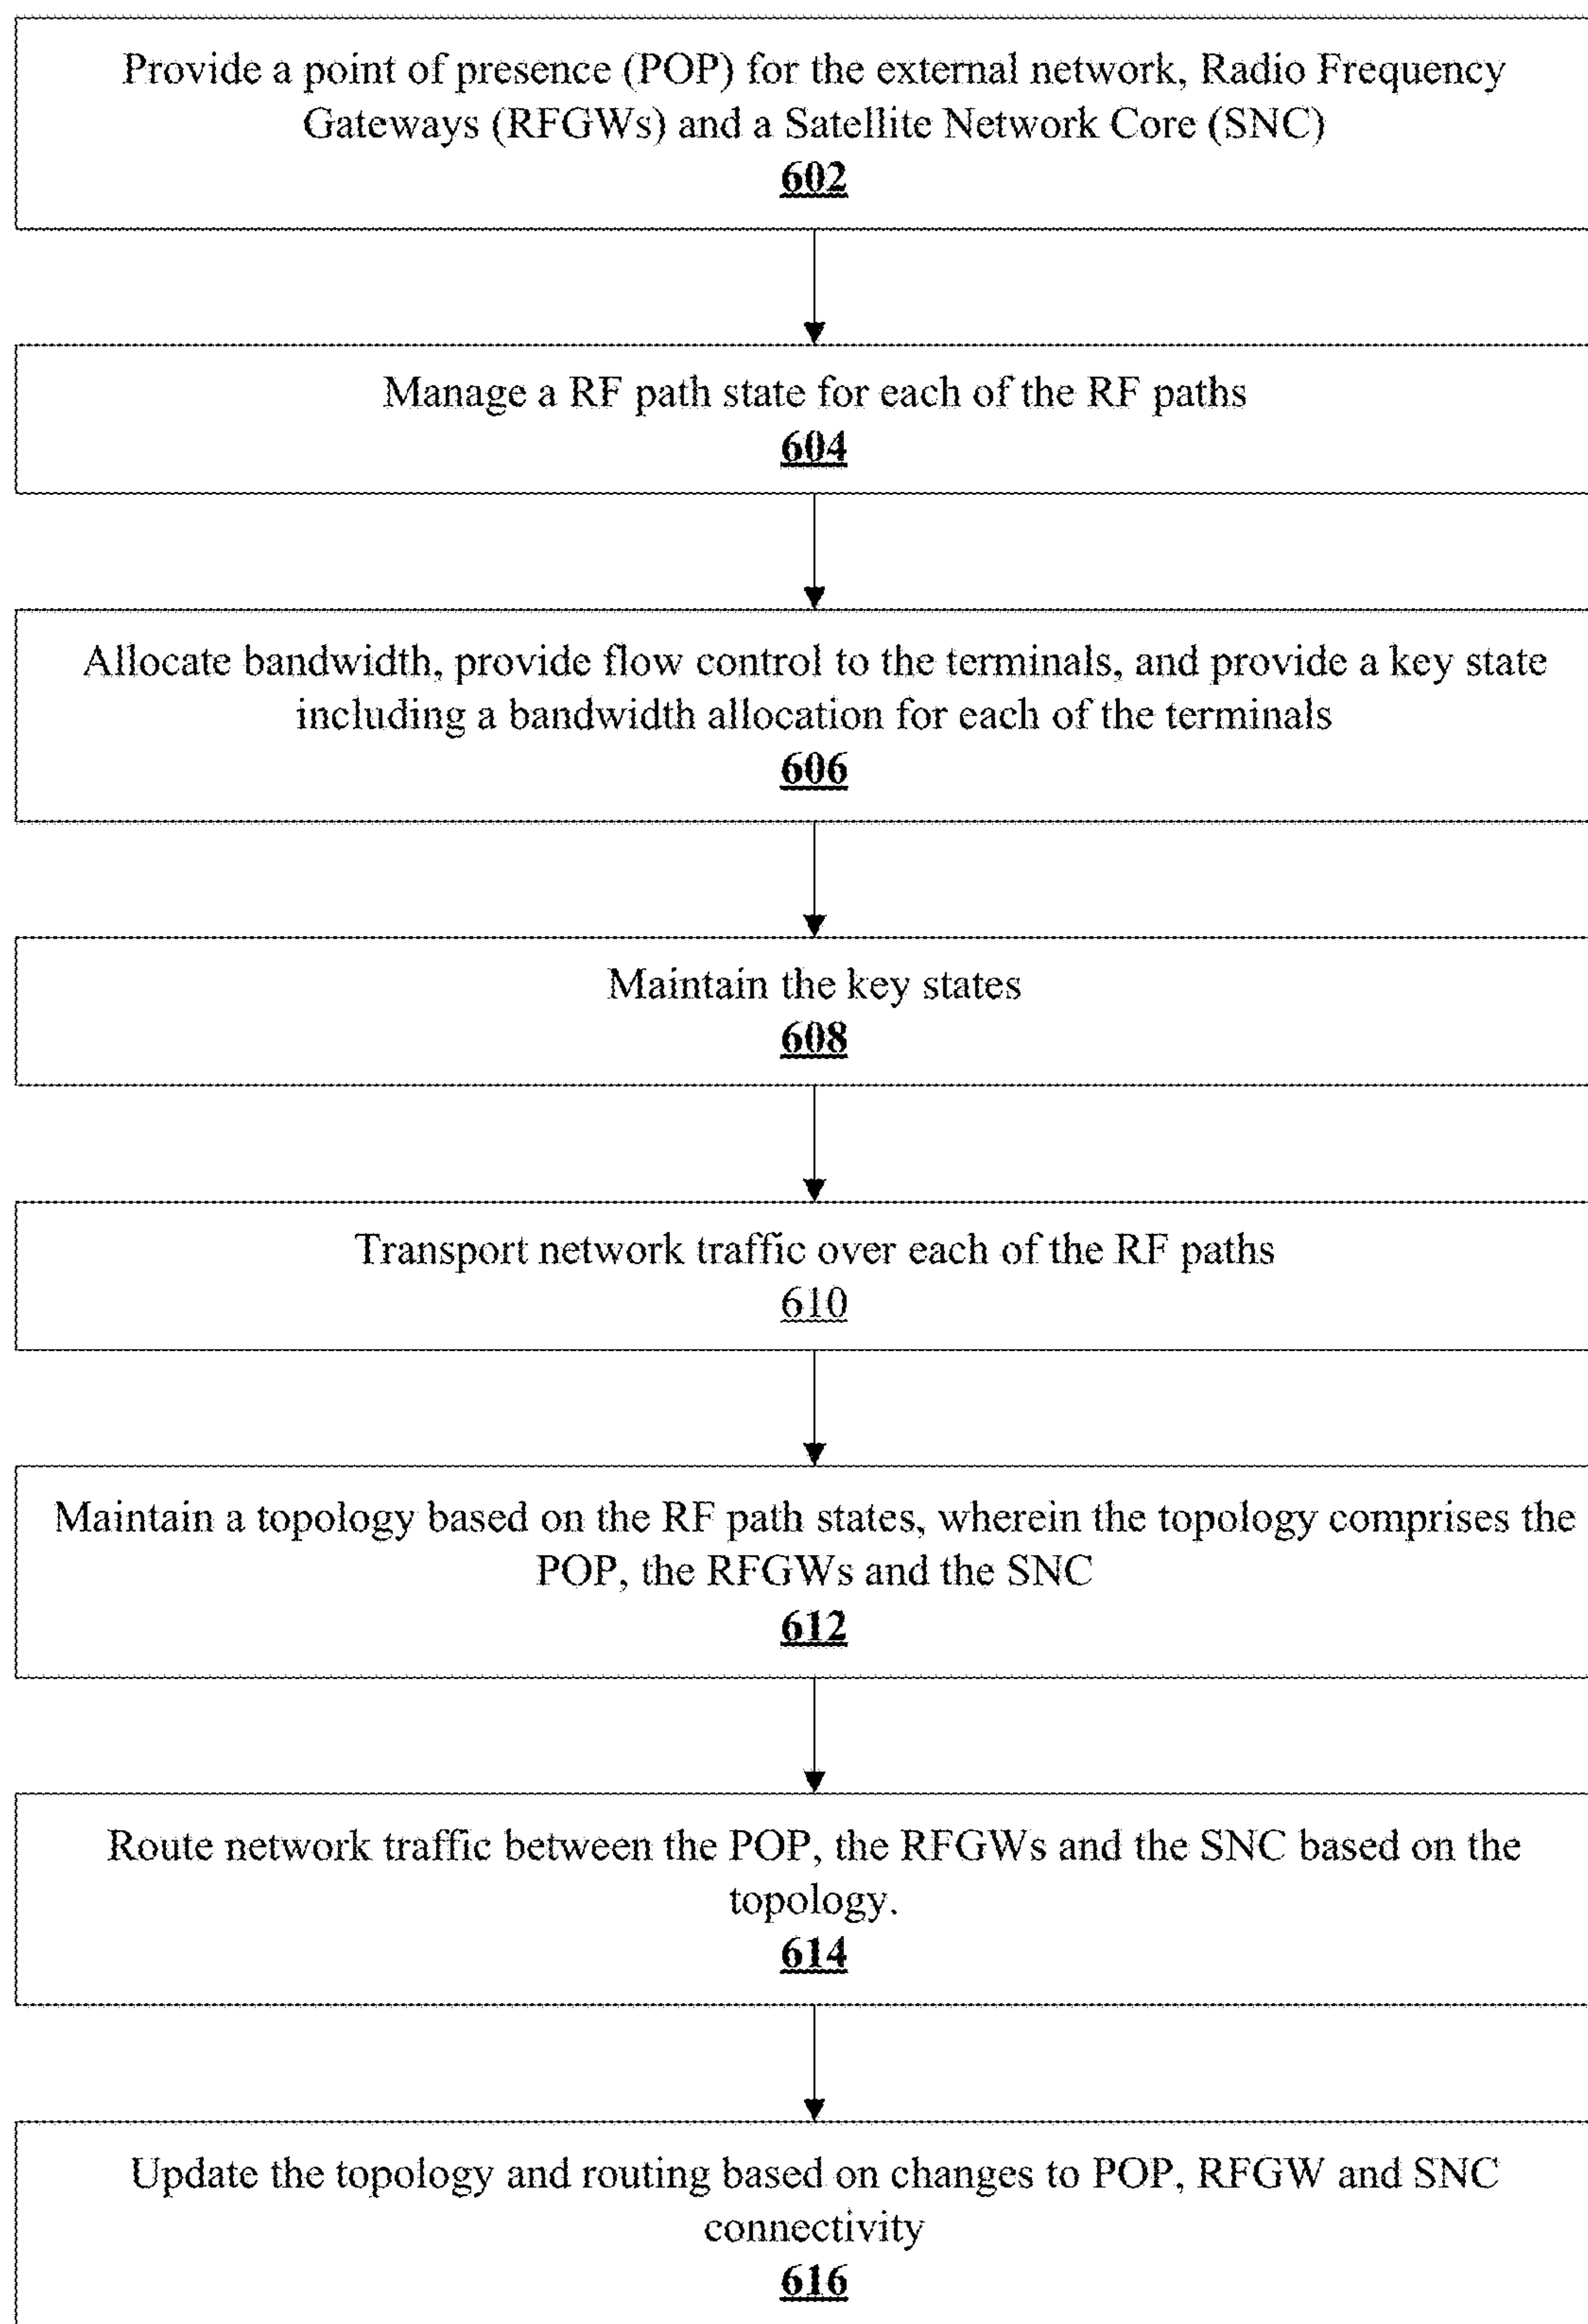 Provide a point of presence (POP) for the external network, Radio Frequency
Gateways (RFGWs) and a Satellite Network Core (SNC)
602
Manage a RF path state for each of the RF paths
604
Allocate bandwidth, provide flow control to the terminals, and provide a key state
including a bandwidth allocation for each of the terminals
606
Maintain the key states
608
Transport network traffic over each of the RF paths
610
Maintain a topology based on the RF path states, wherein the topology comprises the
POP, the RFGWs and the SNC
612
Route network traffic between the POP, the RFGWs and the SNC based on the
topology.
614
Update the topology and routing based on changes to POP, RFGW and SNC
connectivity
616